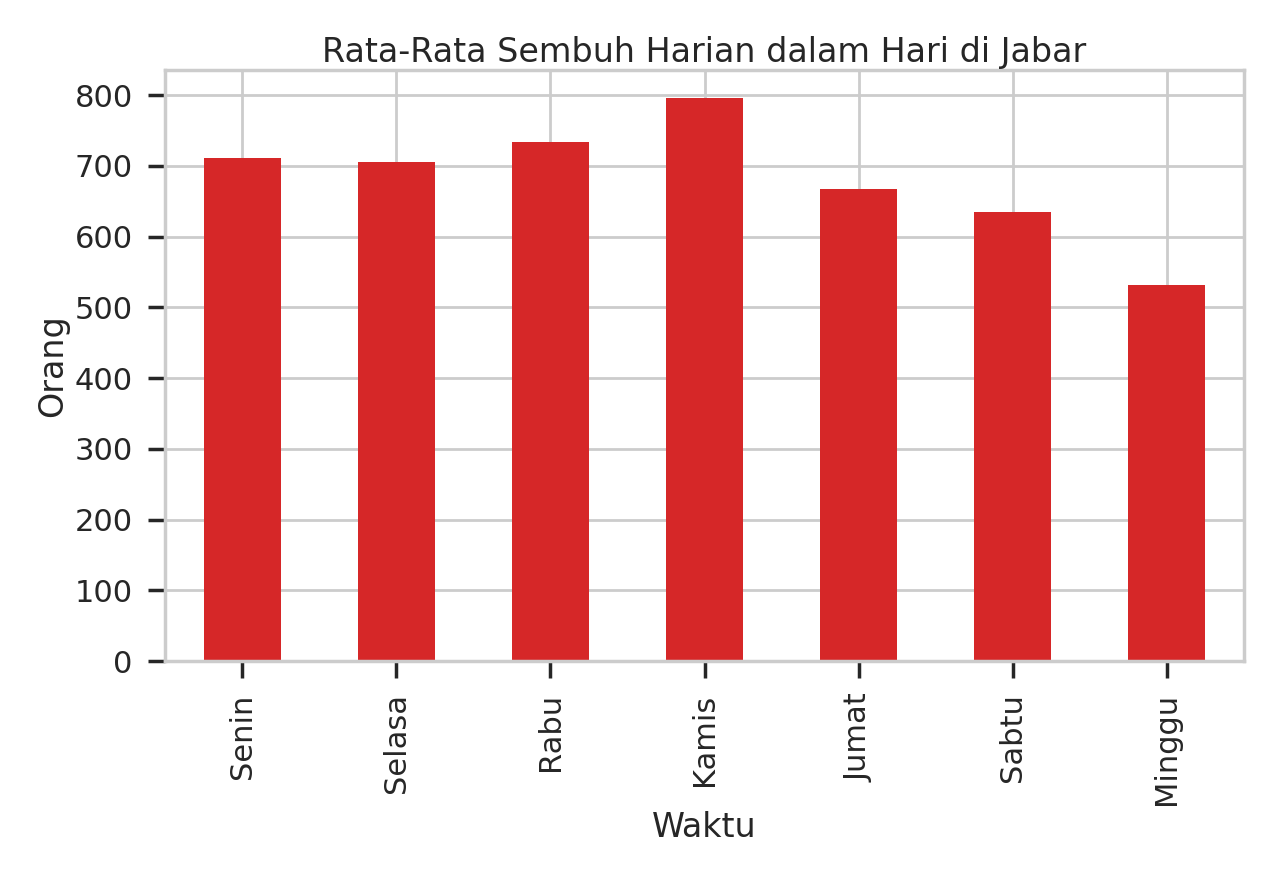 Rata-Rata Sembuh Harian dalam Hari di Jabar
800
700
600
500
400
300
200
100
0
Orang
Senin
Selasa
Rabu
Kamis
Jumat
Sabtu
Minggu
Waktu